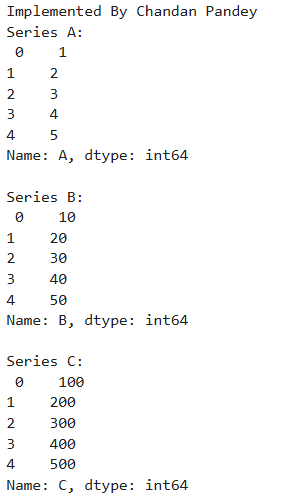 Implemented By Chandan Pandey
Series A:
 0    1
1    2
2    3
3    4
4    5
Name: A, dtype: int64

Series B:
 0    10
1    20
2    30
3    40
4    50
Name: B, dtype: int64

Series C:
 0    100
1    200
2    300
3    400
4    500
Name: C, dtype: int64